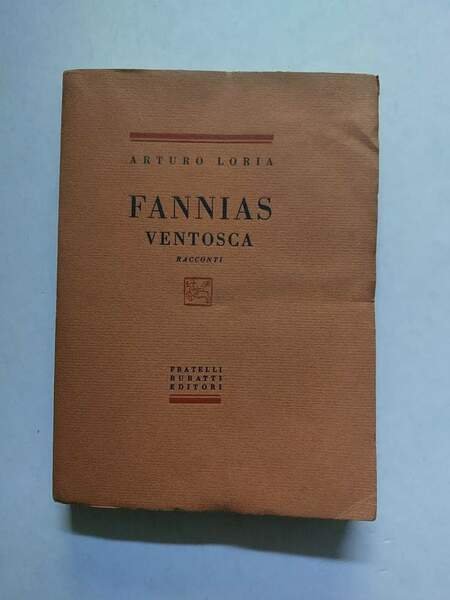 ARTURO LORIA
FANNIAS
VENTOSCA
RACCONTI
FRATELLI
BURATTI
EDITORI